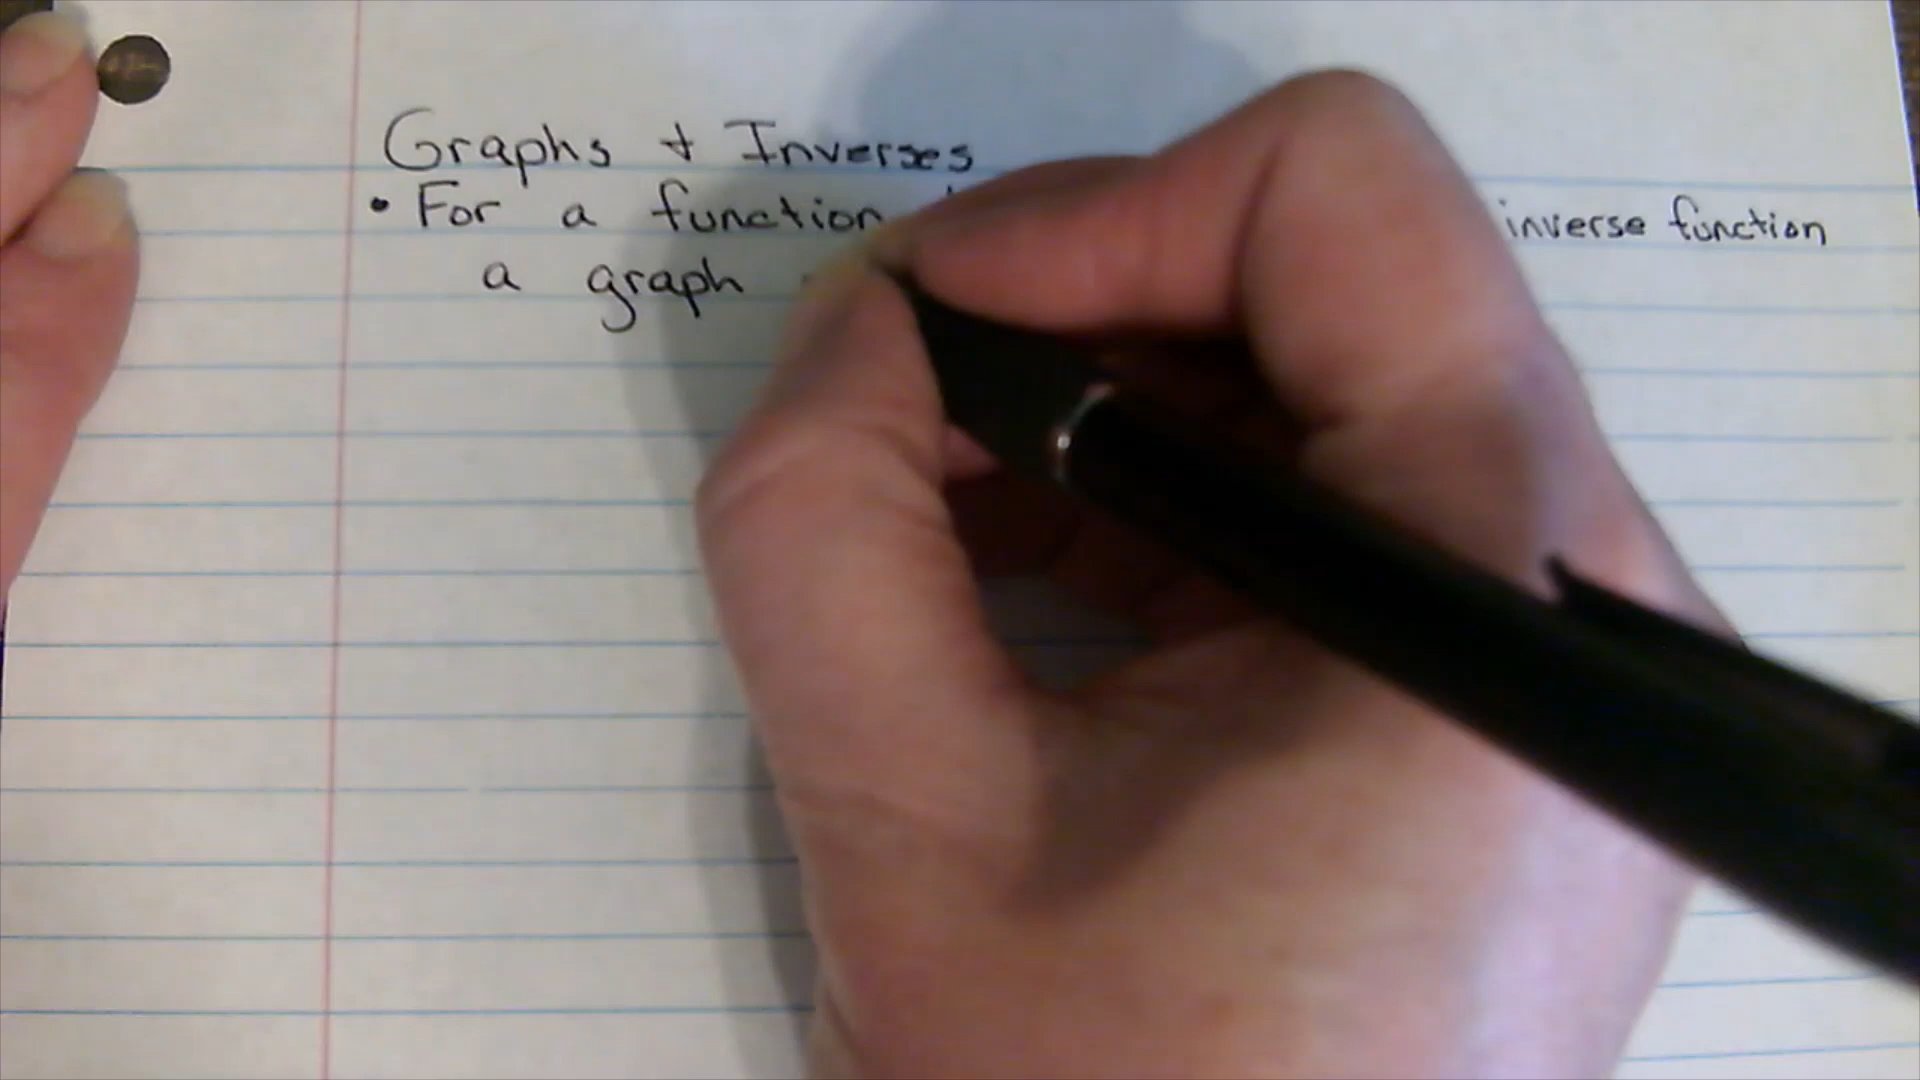 Graphs & Inverses
• For a function inverse function
a graph